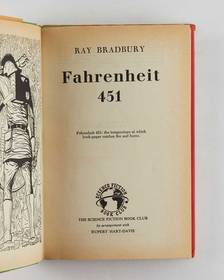 RAY BRADBURY
Fahrenheit
451
Fahrenheit 451: the temperature at which
book-paper catches fire and burns.
SCIENCE FICTION
BOOK CLUB
THE SCIENCE FICTION BOOK CLUB
by arrangement with
RUPERT HART-DAVIS